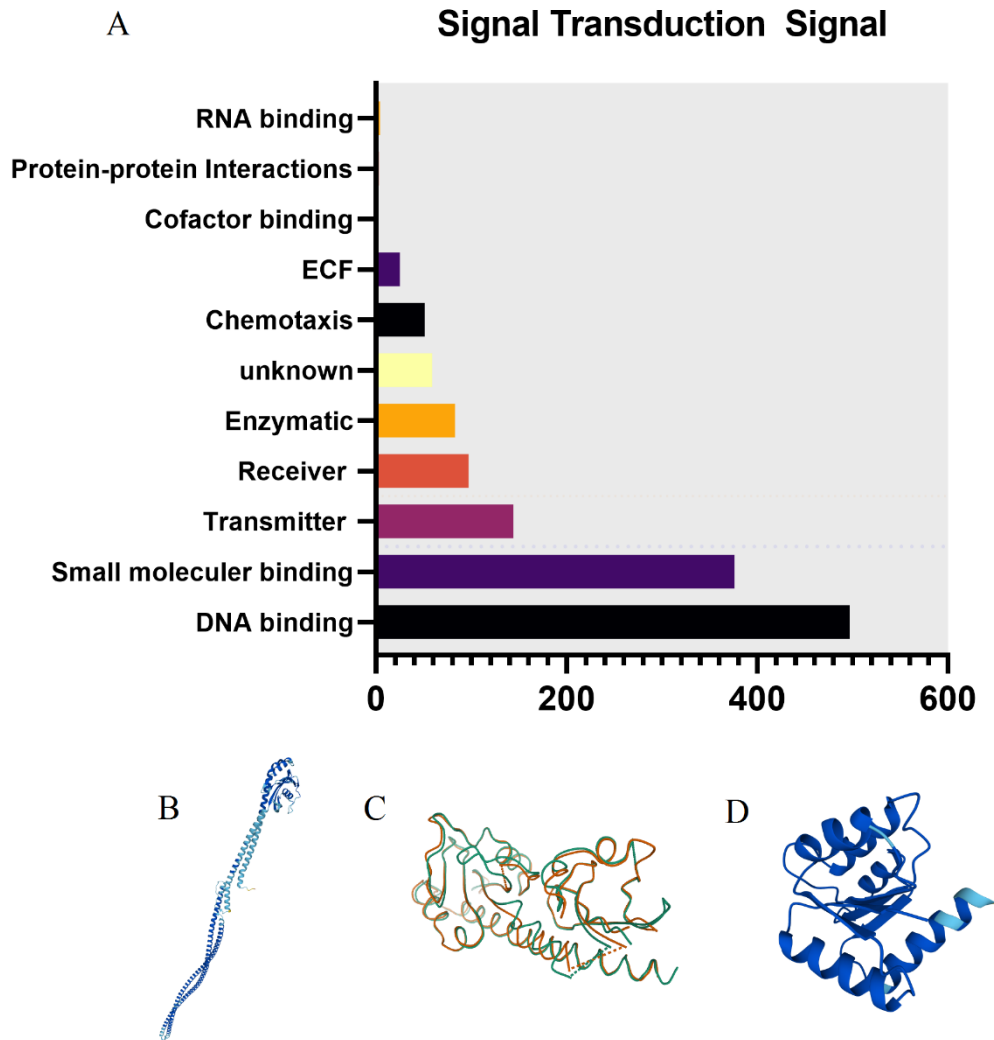 A
Signal Transduction Signal
RNA binding
Protein-protein Interactions
Cofactor binding
ECF
Chemotaxis
unknown
Enzymatic
Receiver
Transmitter
Small moleculer binding
DNA binding
0 200 400 600
B
C
D